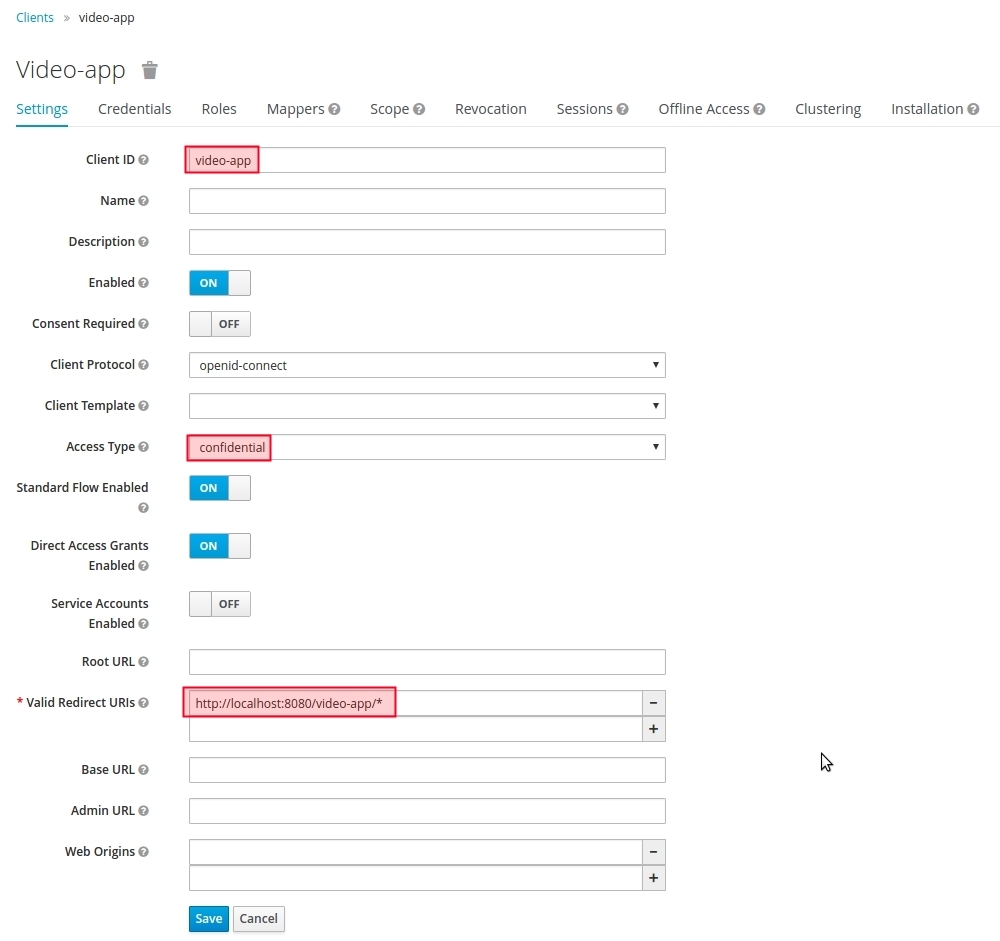 Clients » video-app
Video-app
Settings Credentials Roles Mappers Scope Revocation Sessions Offline Access Clustering Installation
Client ID video-app
Name
Description
Enabled ON
Consent Required OFF
Client Protocol openid-connect
Client Template
Access Type confidential
Standard Flow Enabled ON
Direct Access Grants ON
Enabled
Service Accounts OFF
Enabled
Root URL
* Valid Redirect URIs http://localhost:8080/video-app/* −
+
Base URL
Admin URL
Web Origins −
+
Save Cancel